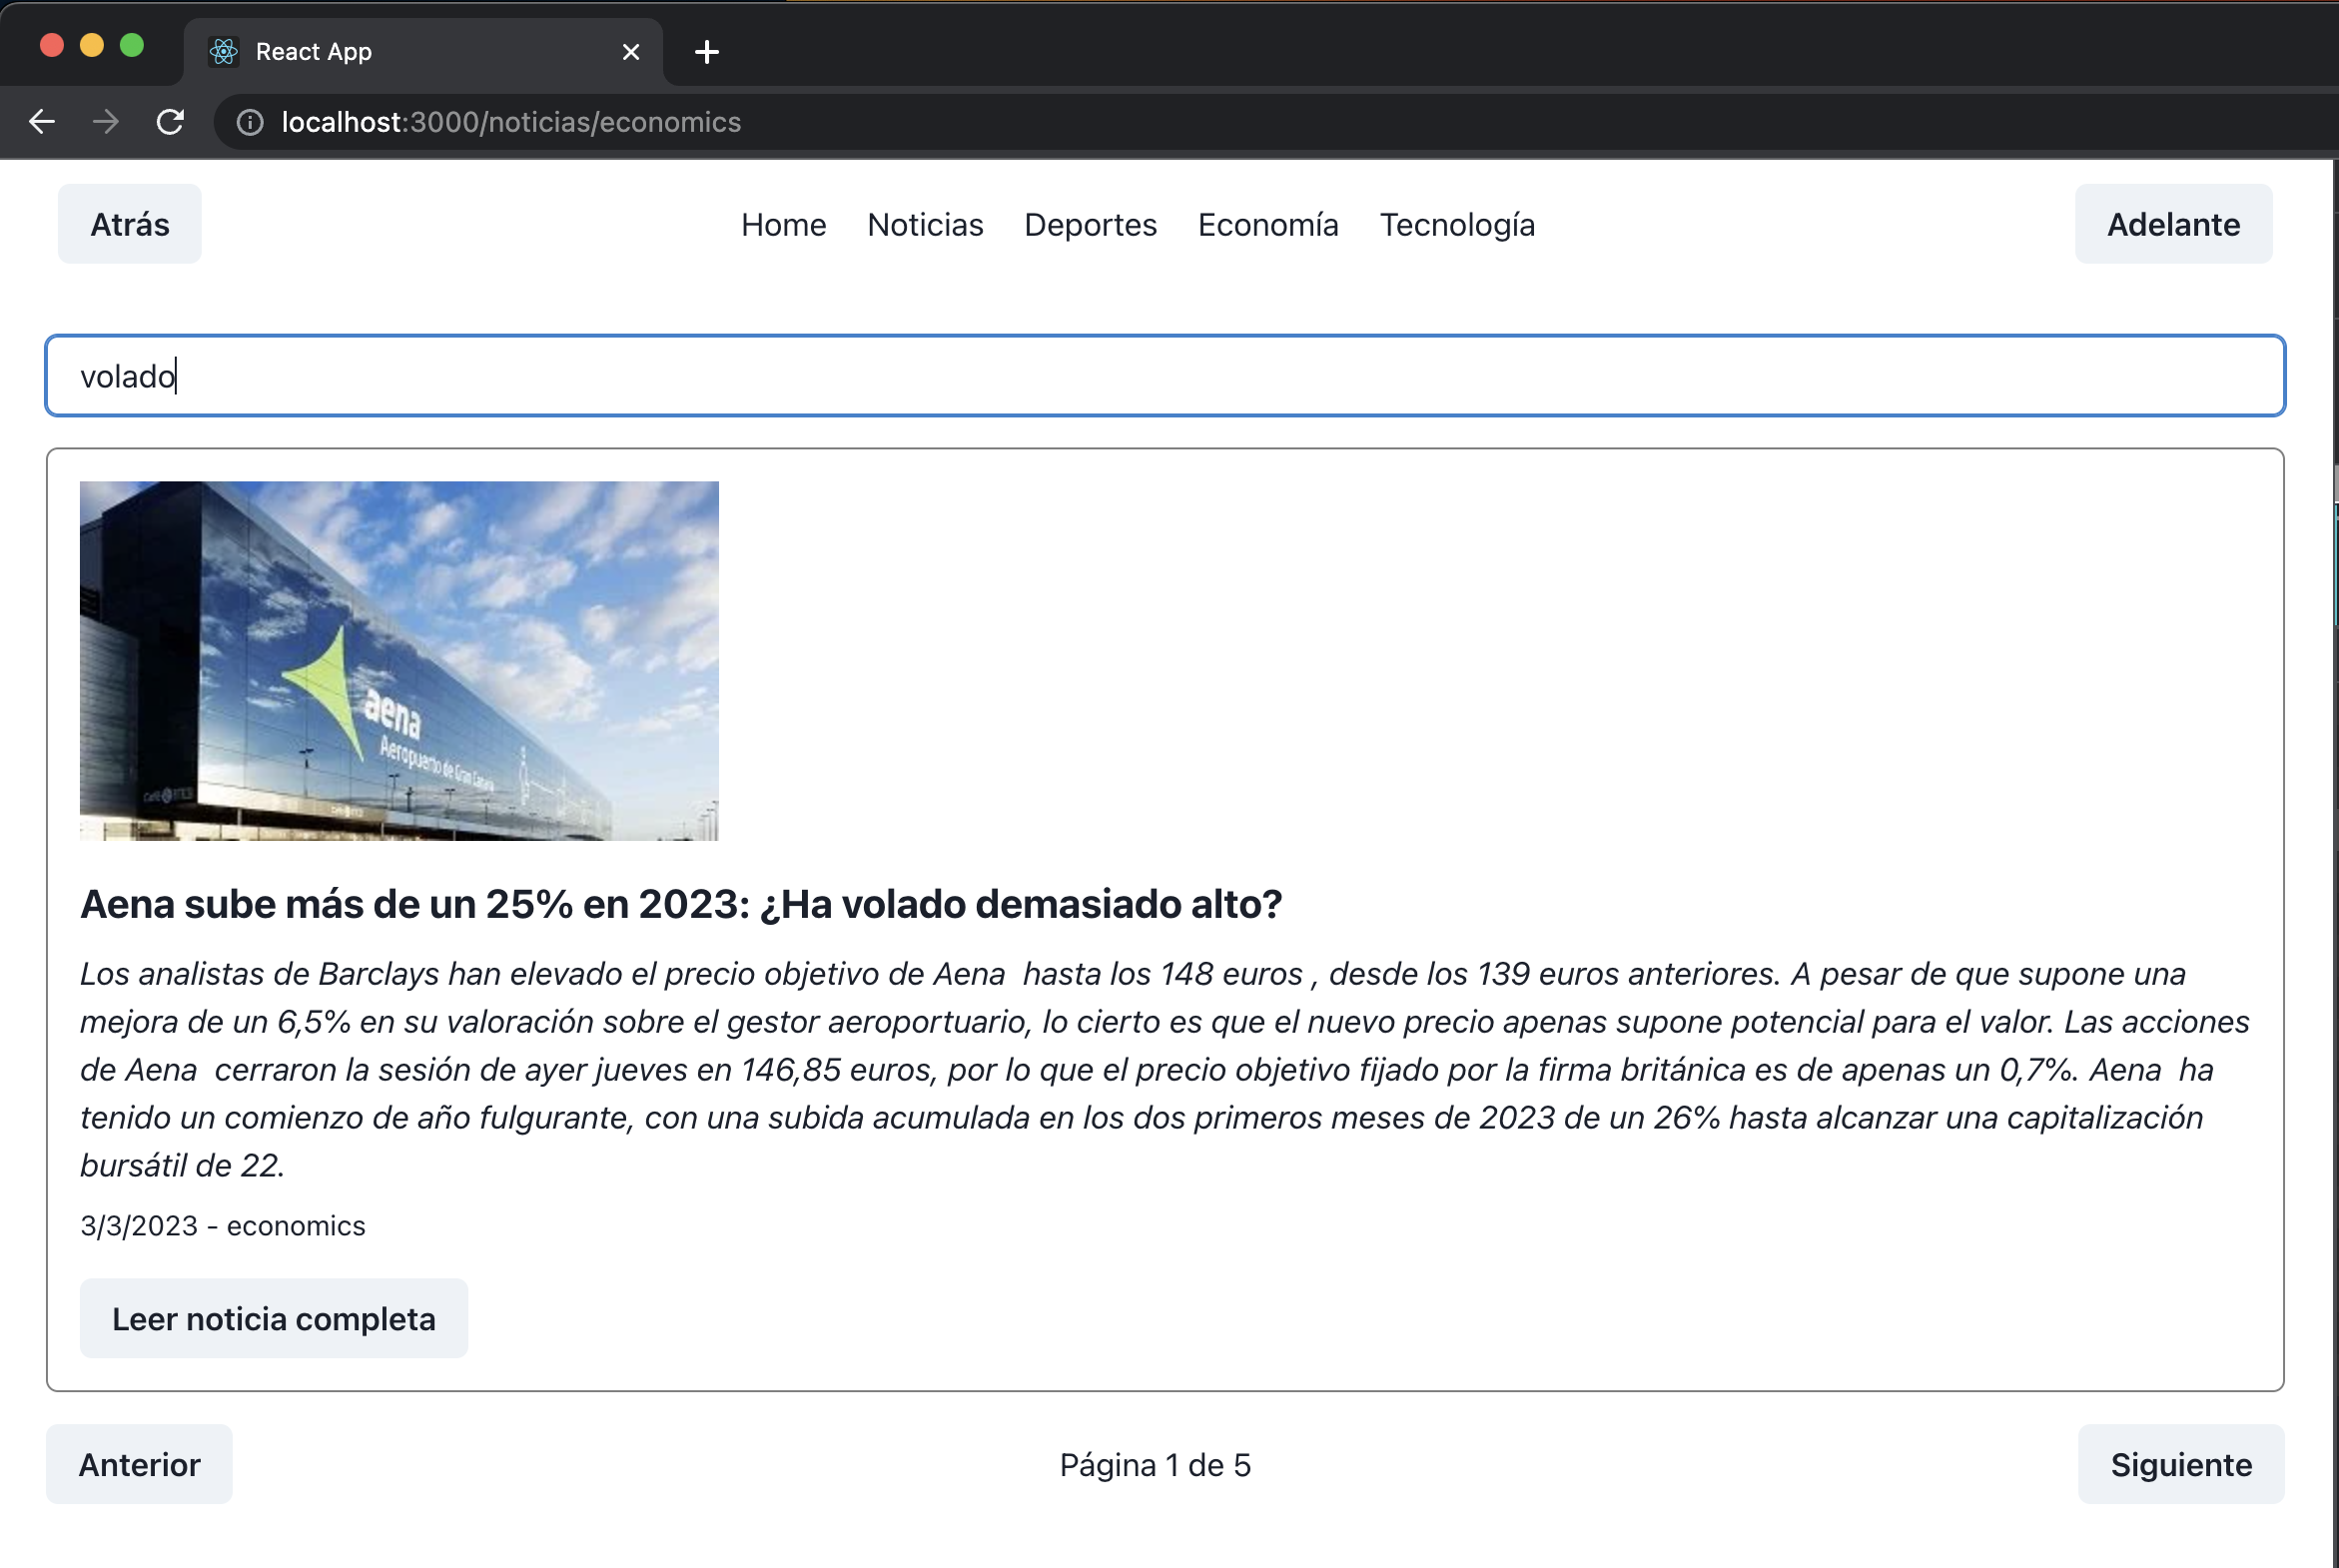 React App
localhost:3000/noticias/economics
Atrás Home Noticias Deportes Economía Tecnología Adelante
volado
aena
Aeropuerto de Gran Canaria
Aena sube más de un 25% en 2023: ¿Ha volado demasiado alto?
Los analistas de Barclays han elevado el precio objetivo de Aena  hasta los 148 euros , desde los 139 euros anteriores. A pesar de que supone una
mejora de un 6,5% en su valoración sobre el gestor aeroportuario, lo cierto es que el nuevo precio apenas supone potencial para el valor. Las acciones
de Aena  cerraron la sesión de ayer jueves en 146,85 euros, por lo que el precio objetivo fijado por la firma británica es de apenas un 0,7%. Aena  ha
tenido un comienzo de año fulgurante, con una subida acumulada en los dos primeros meses de 2023 de un 26% hasta alcanzar una capitalización
bursátil de 22.
3/3/2023 - economics
Leer noticia completa
Anterior Página 1 de 5 Siguiente